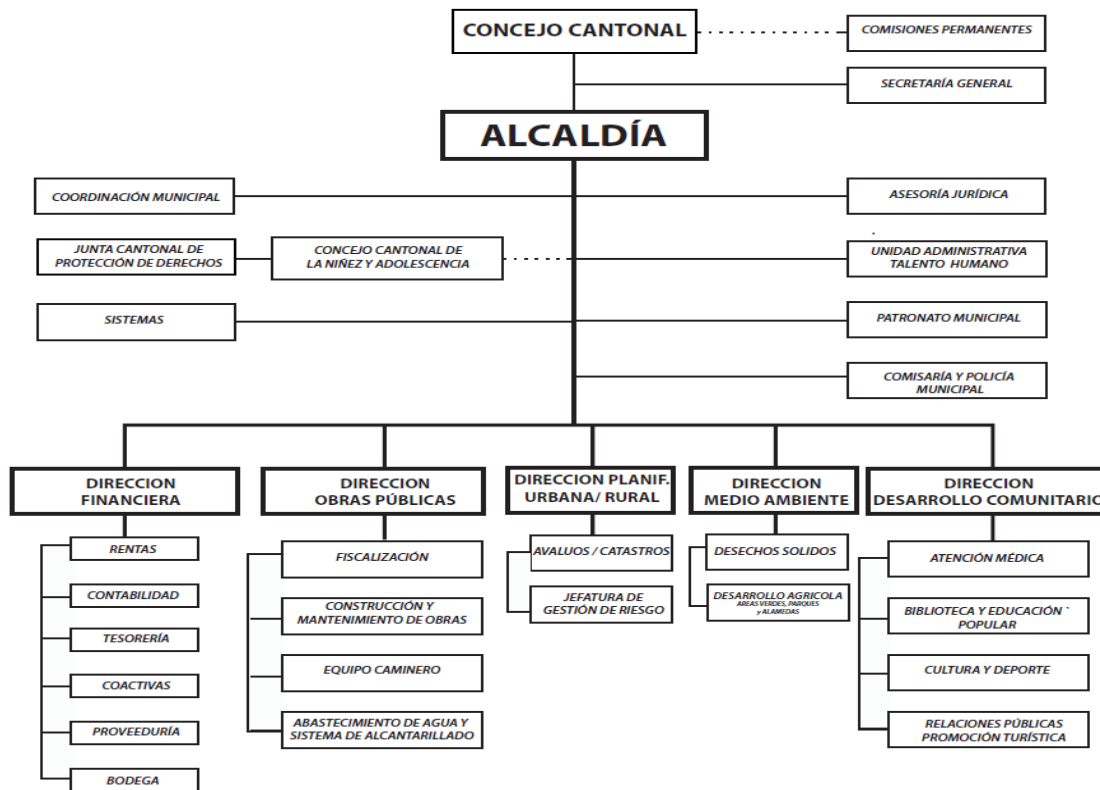 CONCEJO CANTONAL
COMISIONES PERMANENTES
SECRETARÍA GENERAL
ALCALDÍA
COORDINACIÓN MUNICIPAL
ASESORÍA JURÍDICA
JUNTA CANTONAL DE
PROTECCIÓN DE DERECHOS
CONCEJO CANTONAL DE
LA NIÑEZ Y ADOLESCENCIA
UNIDAD ADMINISTRATIVA
TALENTO HUMANO
SISTEMAS
PATRONATO MUNICIPAL
COMISARÍA Y POLICÍA
MUNICIPAL
DIRECCION
FINANCIERA
DIRECCION
OBRAS PÚBLICAS
DIRECCION PLANIF.
URBANA/ RURAL
DIRECCION
MEDIO AMBIENTE
DIRECCION
DESARROLLO COMUNITARIO
RENTAS
CONTABILIDAD
TESORERÍA
COACTIVAS
PROVEEDURÍA
BODEGA
FISCALIZACIÓN
CONSTRUCCIÓN Y
MANTENIMIENTO DE OBRAS
EQUIPO CAMINERO
ABASTECIMIENTO DE AGUA Y
SISTEMA DE ALCANTARILLADO
AVALUOS / CATASTROS
JEFATURA DE
GESTIÓN DE RIESGO
DESECHOS SOLIDOS
DESARROLLO AGRICOLA
AREAS VERDES, PARQUES
y ALAMEDAS
ATENCIÓN MÉDICA
BIBLIOTECA Y EDUCACIÓN `
POPULAR
CULTURA Y DEPORTE
RELACIONES PÚBLICAS
PROMOCIÓN TURÍSTICA